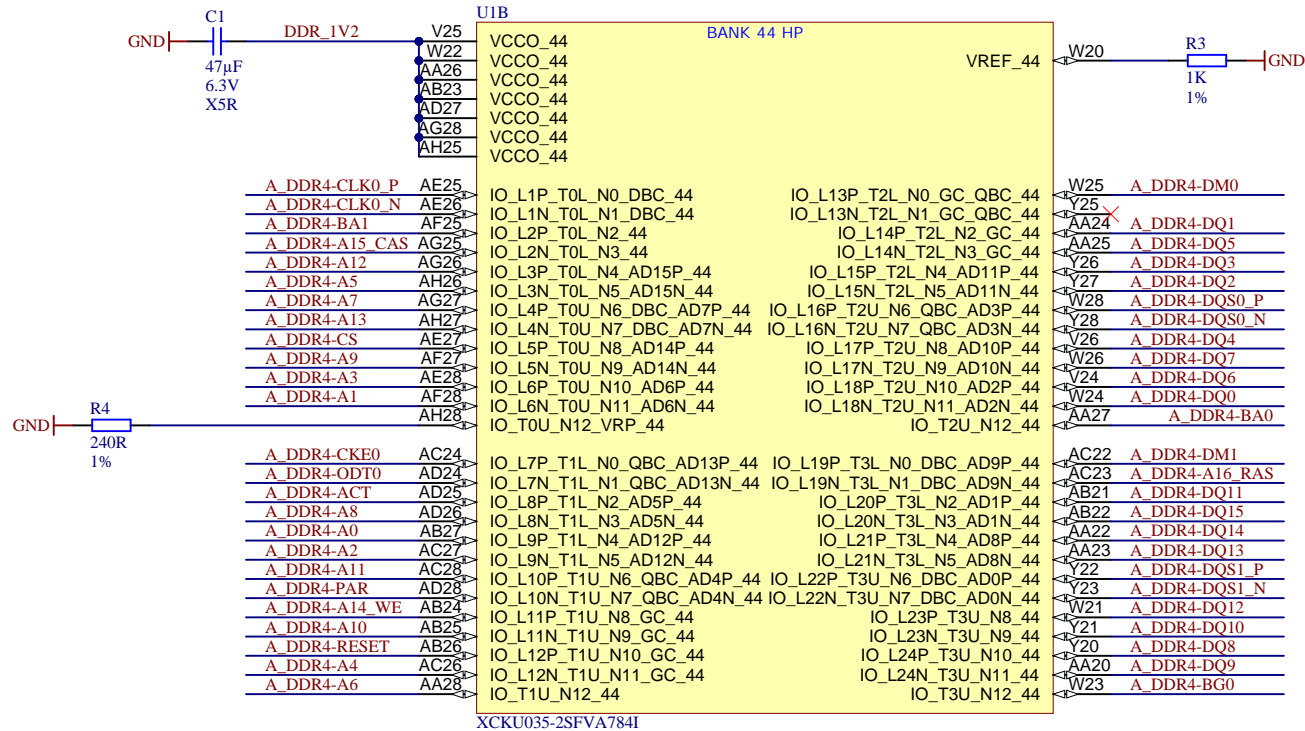 U1B
BANK 44 HP
C1
GND
DDR_1V2
47µF
6.3V
X5R
V25 VCCO_44
W22 VCCO_44
AA26 VCCO_44
AB23 VCCO_44
AD27 VCCO_44
AG28 VCCO_44
AH25 VCCO_44
VREF_44 W20
R3
GND
1K
1%
A_DDR4-CLK0_P AE25 IO_L1P_T0L_N0_DBC_44 IO_L13P_T2L_N0_GC_QBC_44 W25 A_DDR4-DM0
A_DDR4-CLK0_N AE26 IO_L1N_T0L_N1_DBC_44 IO_L13N_T2L_N1_GC_QBC_44 Y25
A_DDR4-BA1 AF25 IO_L2P_T0L_N2_44 IO_L14P_T2L_N2_GC_44 AA24 A_DDR4-DQ1
A_DDR4-A15_CAS AG25 IO_L2N_T0L_N3_44 IO_L14N_T2L_N3_GC_44 AA25 A_DDR4-DQ5
A_DDR4-A12 AG26 IO_L3P_T0L_N4_AD15P_44 IO_L15P_T2L_N4_AD11P_44 Y26 A_DDR4-DQ3
A_DDR4-A5 AH26 IO_L3N_T0L_N5_AD15N_44 IO_L15N_T2L_N5_AD11N_44 Y27 A_DDR4-DQ2
A_DDR4-A7 AG27 IO_L4P_T0U_N6_DBC_AD7P_44 IO_L16P_T2U_N6_QBC_AD3P_44 W28 A_DDR4-DQS0_P
A_DDR4-A13 AH27 IO_L4N_T0U_N7_DBC_AD7N_44 IO_L16N_T2U_N7_QBC_AD3N_44 Y28 A_DDR4-DQS0_N
A_DDR4-CS AE27 IO_L5P_T0U_N8_AD14P_44 IO_L17P_T2U_N8_AD10P_44 V26 A_DDR4-DQ4
A_DDR4-A9 AF27 IO_L5N_T0U_N9_AD14N_44 IO_L17N_T2U_N9_AD10N_44 W26 A_DDR4-DQ7
A_DDR4-A3 AE28 IO_L6P_T0U_N10_AD6P_44 IO_L18P_T2U_N10_AD2P_44 V24 A_DDR4-DQ6
A_DDR4-A1 AF28 IO_L6N_T0U_N11_AD6N_44 IO_L18N_T2U_N11_AD2N_44 W24 A_DDR4-DQ0
AH28 IO_T0U_N12_VRP_44 IO_T2U_N12_44 AA27 A_DDR4-BA0
R4
GND
240R
1%
A_DDR4-CKE0 AC24 IO_L7P_T1L_N0_QBC_AD13P_44 IO_L19P_T3L_N0_DBC_AD9P_44 AC22 A_DDR4-DM1
A_DDR4-ODT0 AD24 IO_L7N_T1L_N1_QBC_AD13N_44 IO_L19N_T3L_N1_DBC_AD9N_44 AC23 A_DDR4-A16_RAS
A_DDR4-ACT AD25 IO_L8P_T1L_N2_AD5P_44 IO_L20P_T3L_N2_AD1P_44 AB21 A_DDR4-DQ11
A_DDR4-A8 AD26 IO_L8N_T1L_N3_AD5N_44 IO_L20N_T3L_N3_AD1N_44 AB22 A_DDR4-DQ15
A_DDR4-A0 AB27 IO_L9P_T1L_N4_AD12P_44 IO_L21P_T3L_N4_AD8P_44 AA22 A_DDR4-DQ14
A_DDR4-A2 AC27 IO_L9N_T1L_N5_AD12N_44 IO_L21N_T3L_N5_AD8N_44 AA23 A_DDR4-DQ13
A_DDR4-A11 AC28 IO_L10P_T1U_N6_QBC_AD4P_44 IO_L22P_T3U_N6_DBC_AD0P_44 Y22 A_DDR4-DQS1_P
A_DDR4-PAR AD28 IO_L10N_T1U_N7_QBC_AD4N_44 IO_L22N_T3U_N7_DBC_AD0N_44 Y23 A_DDR4-DQS1_N
A_DDR4-A14_WE AB24 IO_L11P_T1U_N8_GC_44 IO_L23P_T3U_N8_44 W21 A_DDR4-DQ12
A_DDR4-A10 AB25 IO_L11N_T1U_N9_GC_44 IO_L23N_T3U_N9_44 Y21 A_DDR4-DQ10
A_DDR4-RESET AB26 IO_L12P_T1U_N10_GC_44 IO_L24P_T3U_N10_44 Y20 A_DDR4-DQ8
A_DDR4-A4 AC26 IO_L12N_T1U_N11_GC_44 IO_L24N_T3U_N11_44 AA20 A_DDR4-DQ9
A_DDR4-A6 AA28 IO_T1U_N12_44 IO_T3U_N12_44 W23 A_DDR4-BG0
XCKU035-2SFVA784I